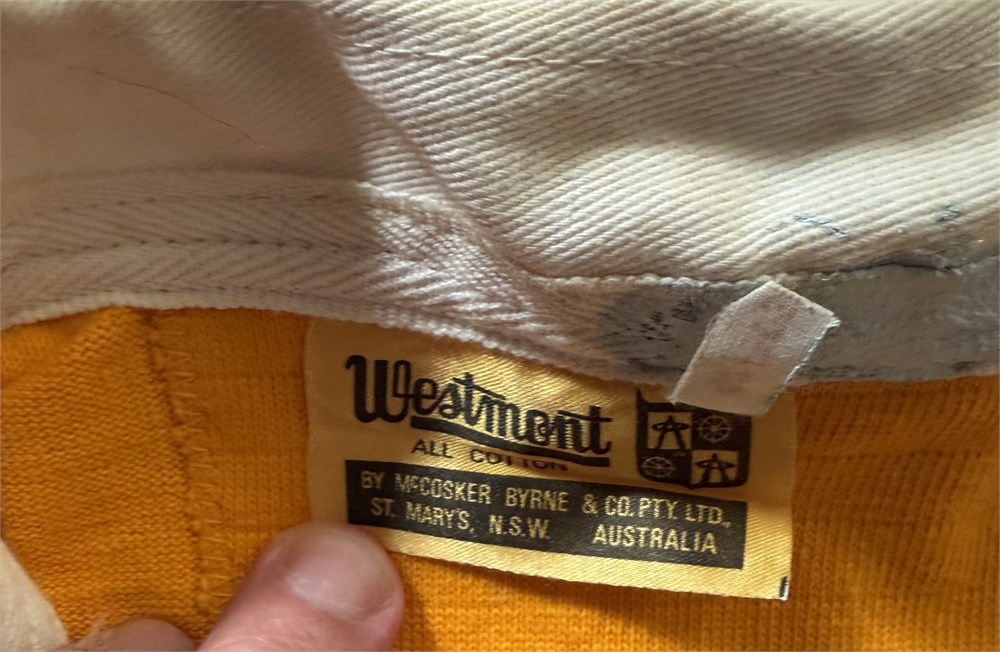 Westmont
ALL COTTON
BY McCOSKER BYRNE & CO. PTY. LTD.,
ST. MARY'S, N.S.W. AUSTRALIA